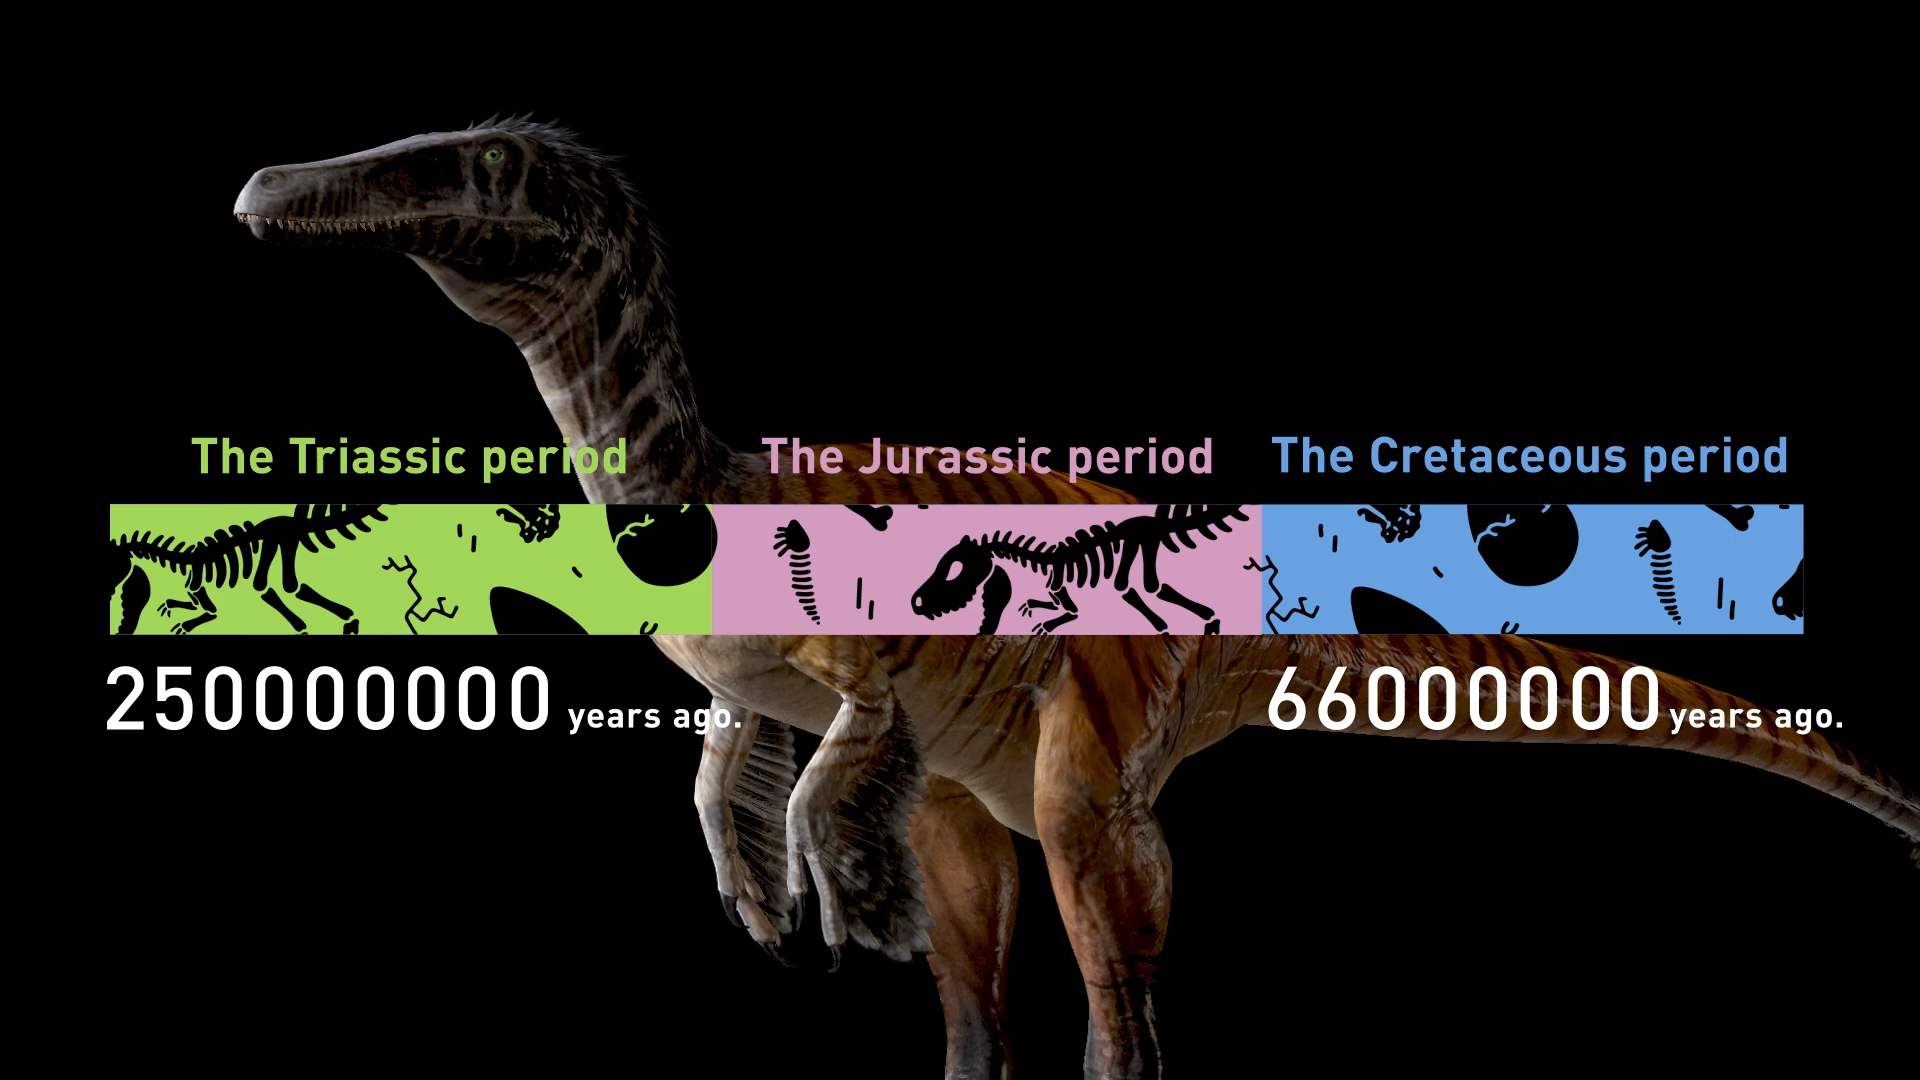 The Triassic period
The Jurassic period
The Cretaceous period
250000000 years ago.
66000000 years ago.